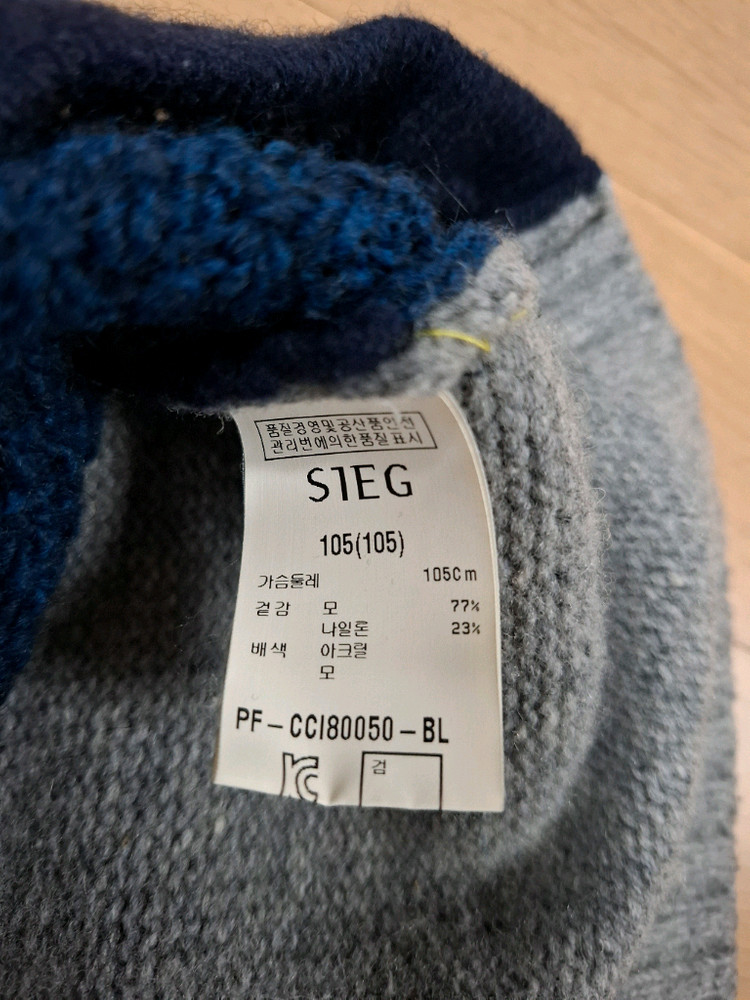 품질경영및공산품안전
관리법에의한품질표시
SIEG
105(105)
가슴둘레 105Cm
겉감 모 77%
나일론 23%
배색 아크릴
모
PF-CCI80050-BL
KC
검